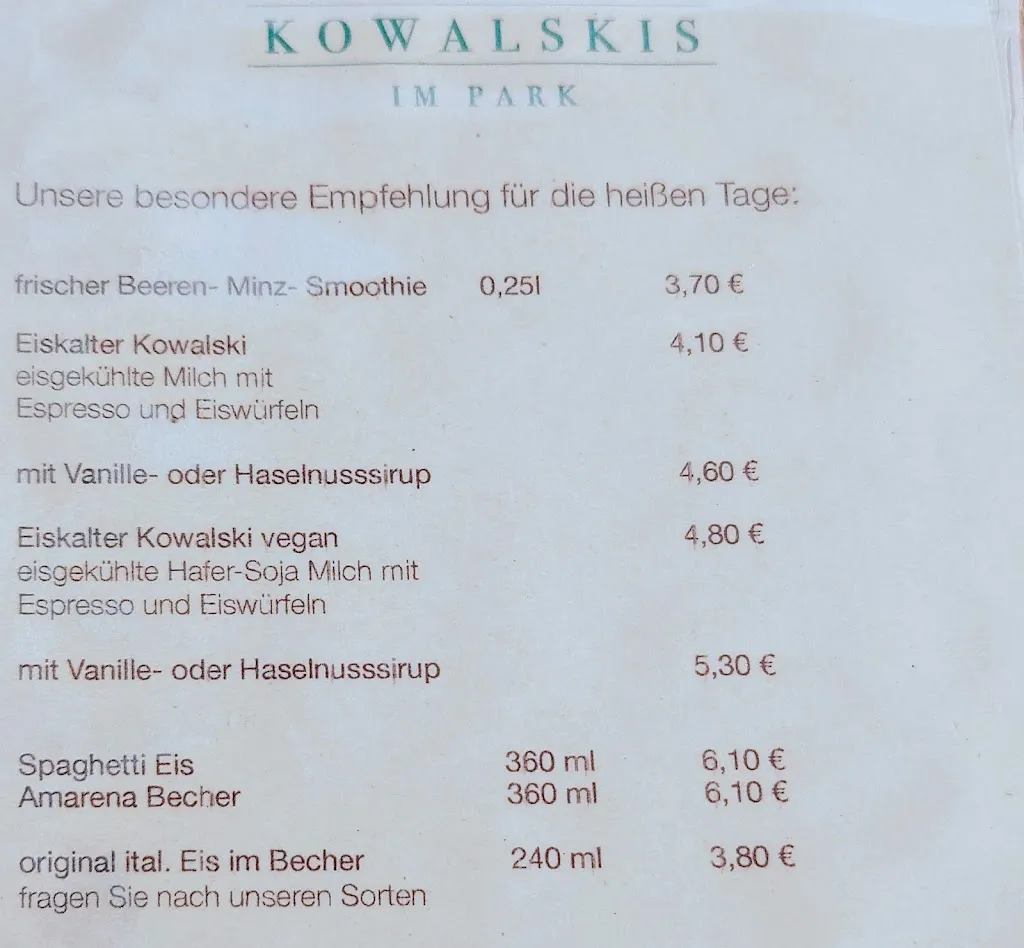 KOWALSKIS
IM PARK
Unsere besondere Empfehlung für die heißen Tage:
frischer Beeren- Minz- Smoothie 0,25l 3,70 €
Eiskalter Kowalski 4,10 €
eisgekühlte Milch mit
Espresso und Eiswürfeln
mit Vanille- oder Haselnusssirup 4,60 €
Eiskalter Kowalski vegan 4,80 €
eisgekühlte Hafer-Soja Milch mit
Espresso und Eiswürfeln
mit Vanille- oder Haselnusssirup 5,30 €
Spaghetti Eis 360 ml 6,10 €
Amarena Becher 360 ml 6,10 €
original ital. Eis im Becher 240 ml 3,80 €
fragen Sie nach unseren Sorten